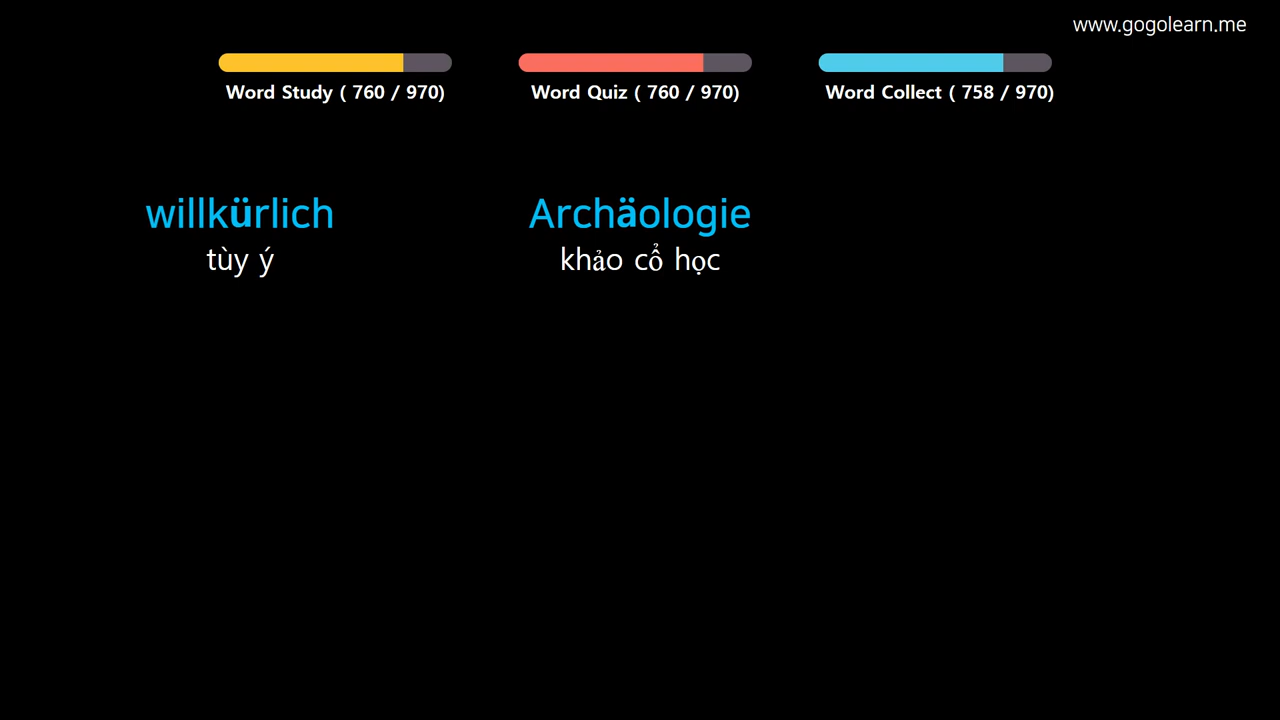 www.gogolearn.me
Word Study ( 760 / 970)
Word Quiz ( 760 / 970)
Word Collect ( 758 / 970)
willkürlich
tùy ý
Archäologie
khảo cổ học